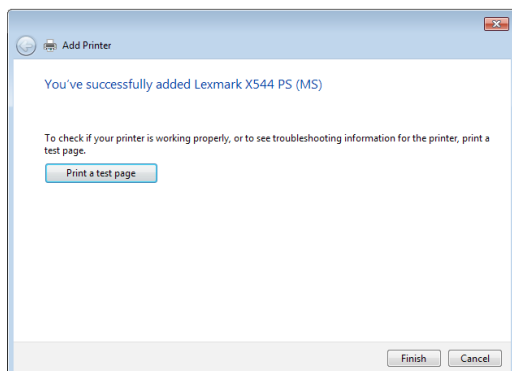 Add Printer
You've successfully added Lexmark X544 PS (MS)
To check if your printer is working properly, or to see troubleshooting information for the printer, print a
test page.
Print a test page
Finish
Cancel